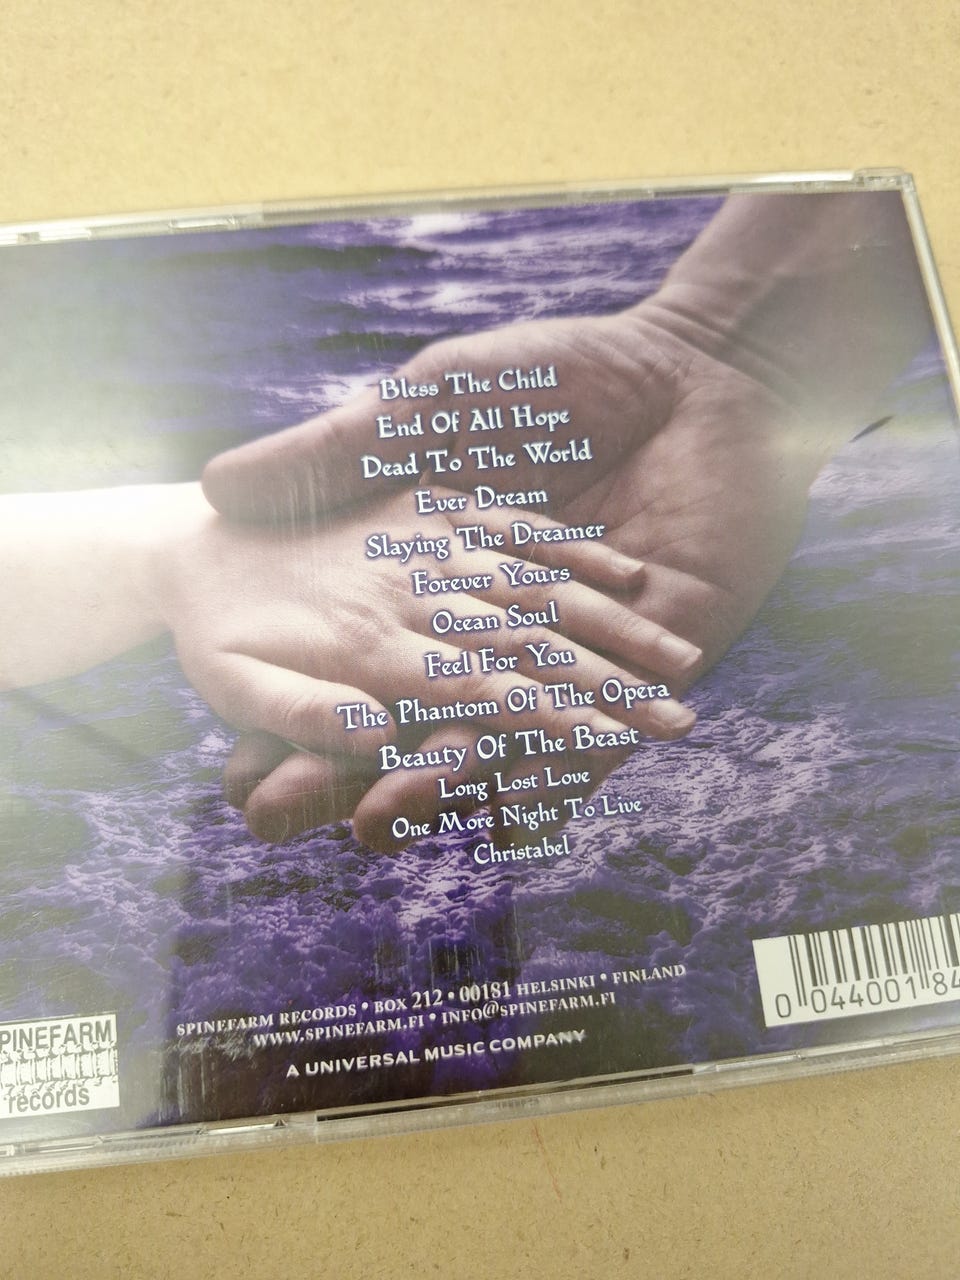 Bless The Child
End Of All Hope
Dead To The World
Ever Dream
Slaying The Dreamer
Forever Yours
Ocean Soul
Feel For You
The Phantom Of The Opera
Beauty Of The Beast
Long Lost Love
One More Night To Live
Christabel
SPINEFARM RECORDS • BOX 212 • 00181 HELSINKI • FINLAND
WWW.SPINEFARM.FI • INFO@SPINEFARM.FI
A UNIVERSAL MUSIC COMPANY
PINEFARM
records
0 044001 84